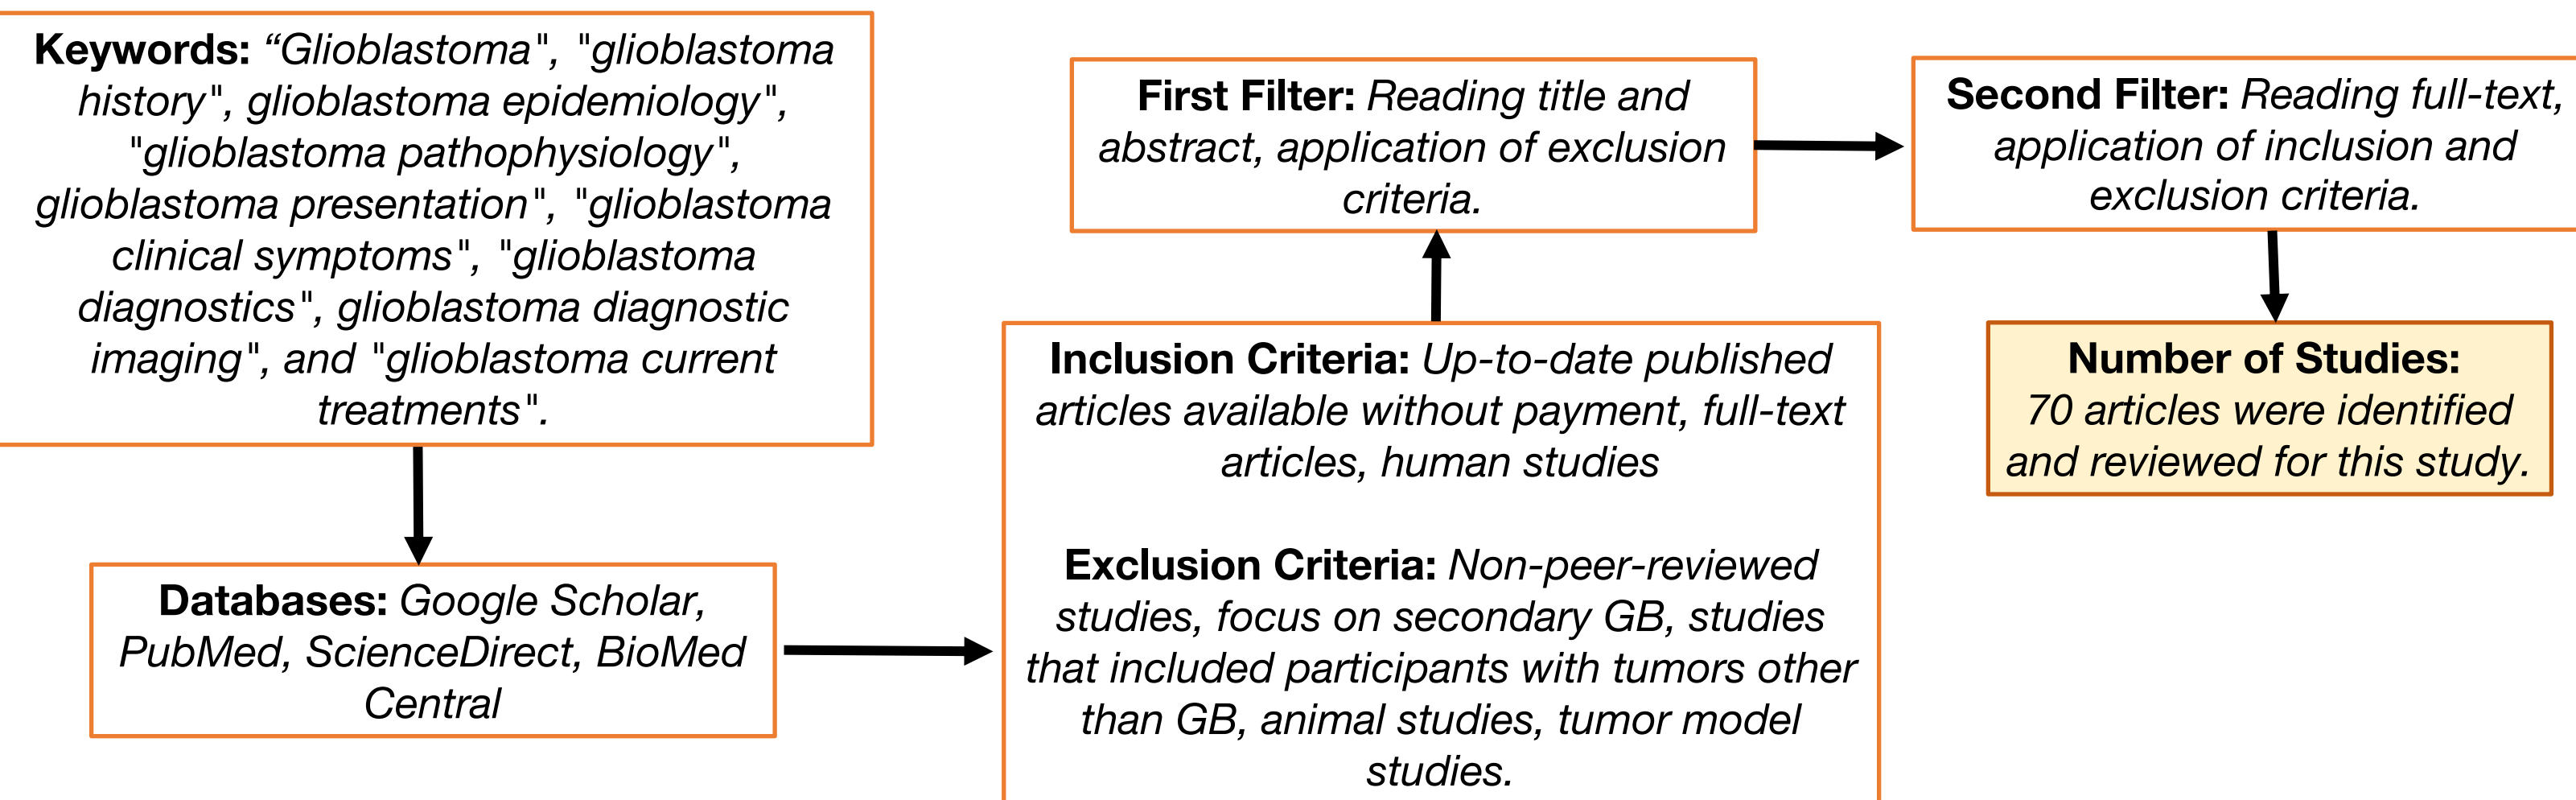 Keywords: “Glioblastoma", "glioblastoma
history", glioblastoma epidemiology",
"glioblastoma pathophysiology",
glioblastoma presentation", "glioblastoma
clinical symptoms", "glioblastoma
diagnostics", glioblastoma diagnostic
imaging", and "glioblastoma current
treatments".
Databases: Google Scholar,
PubMed, ScienceDirect, BioMed
Central
Inclusion Criteria: Up-to-date published
articles available without payment, full-text
articles, human studies
Exclusion Criteria: Non-peer-reviewed
studies, focus on secondary GB, studies
that included participants with tumors other
than GB, animal studies, tumor model
studies.
First Filter: Reading title and
abstract, application of exclusion
criteria.
Second Filter: Reading full-text,
application of inclusion and
exclusion criteria.
Number of Studies:
70 articles were identified
and reviewed for this study.